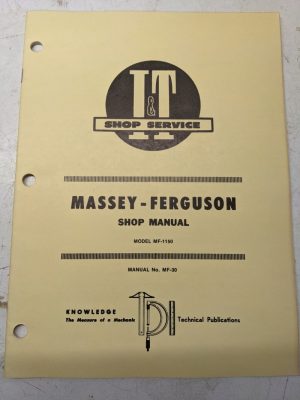 I&T
SHOP SERVICE
MASSEY-FERGUSON
SHOP MANUAL
MODEL MF-1150
MANUAL No. MF-30
KNOWLEDGE
The Measure of a Mechanic
TDI
Technical Publications